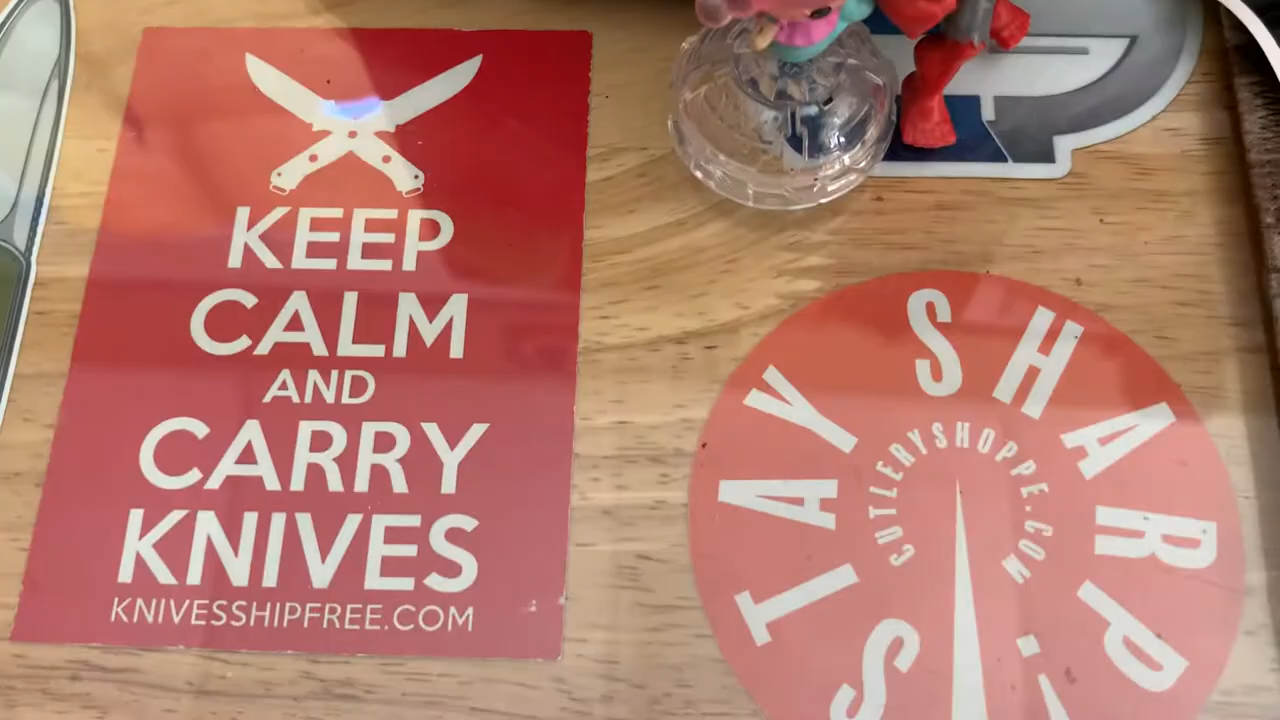 KEEP
CALM
AND
CARRY
KNIVES
KNIVESSHIPFREE.COM
STAY SHARP
CUTLERYSHOPPE.COM